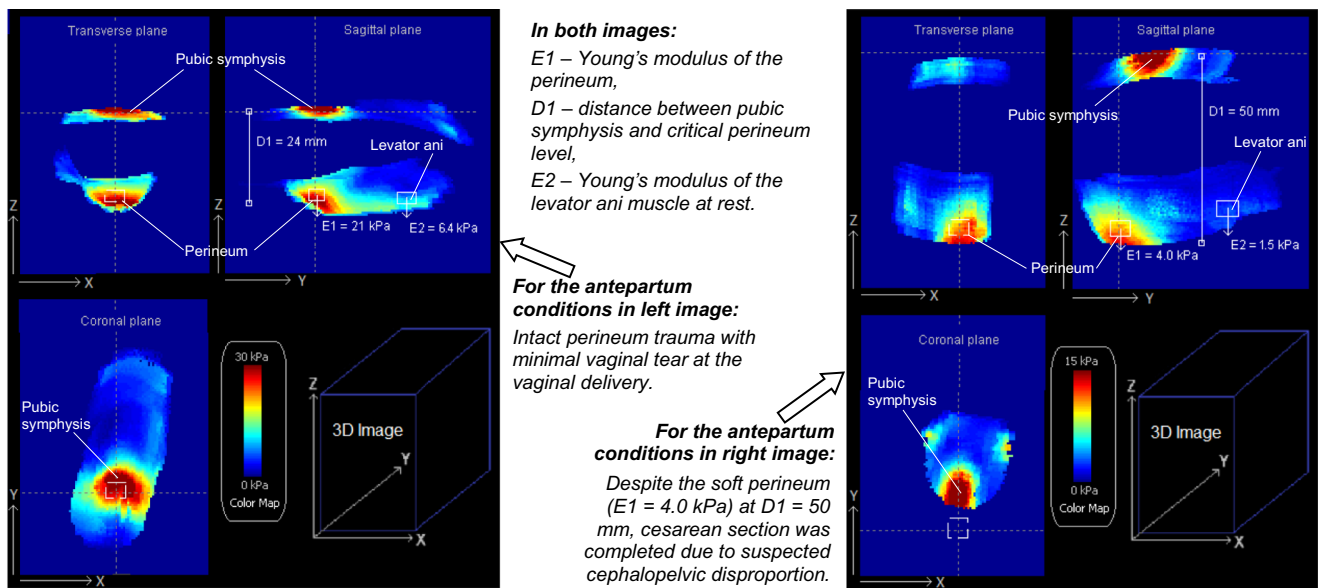 Transverse plane
Sagittal plane
Pubic symphysis
D1 = 24 mm
Levator ani
E1 = 21 kPa
E2 = 6.4 kPa
Perineum
Z
X
Z
Y
Coronal plane
Pubic
symphysis
Y
X
30 kPa
0 kPa
Color Map
Z
3D Image
Y
X
In both images:
E1 – Young's modulus of the
perineum,
D1 – distance between pubic
symphysis and critical perineum
level,
E2 – Young's modulus of the
levator ani muscle at rest.
For the antepartum
conditions in left image:
Intact perineum trauma with
minimal vaginal tear at the
vaginal delivery.
For the antepartum
conditions in right image:
Despite the soft perineum
(E1 = 4.0 kPa) at D1 = 50
mm, cesarean section was
completed due to suspected
cephalopelvic disproportion.
Transverse plane
Sagittal plane
Pubic symphysis
D1 = 50 mm
Levator ani
E2 = 1.5 kPa
E1 = 4.0 kPa
Perineum
Z
X
Z
Y
Coronal plane
Pubic
symphysis
Y
X
15 kPa
0 kPa
Color Map
Z
3D Image
Y
X